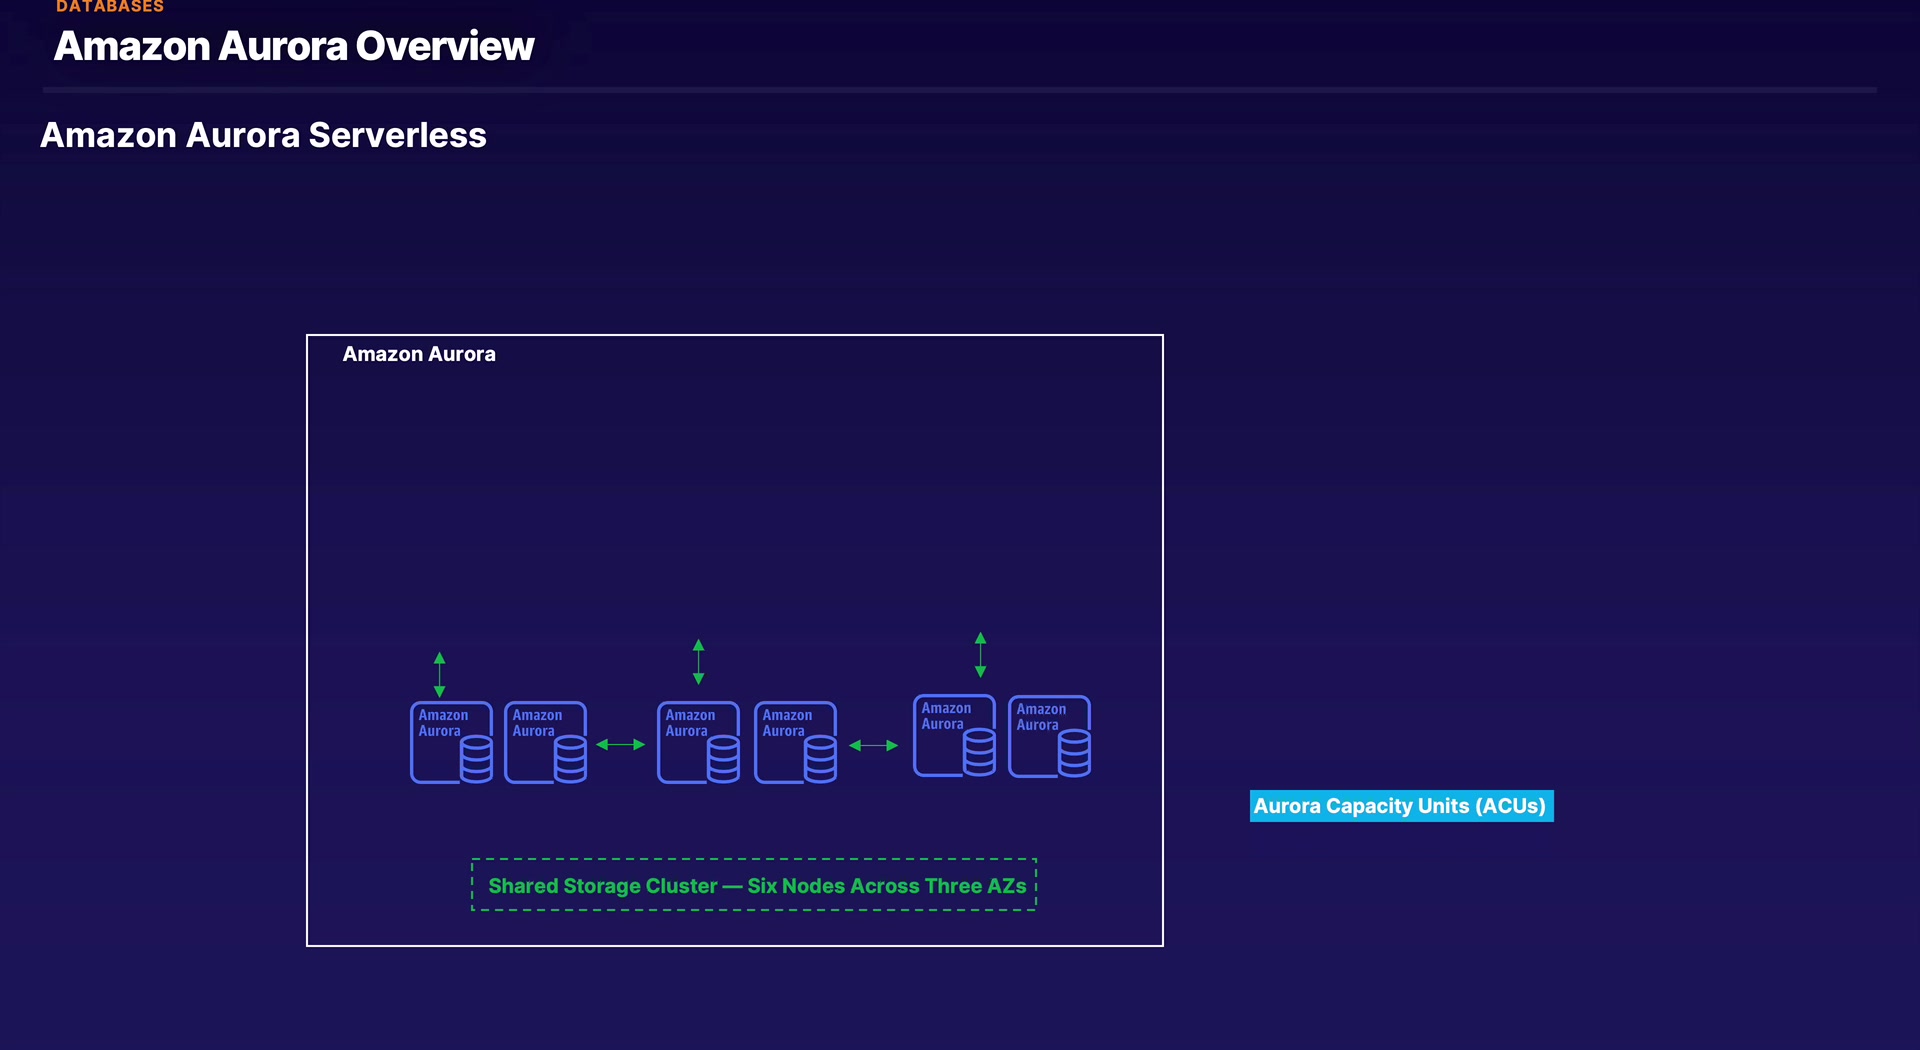 DATABASES
Amazon Aurora Overview
Amazon Aurora Serverless
Amazon Aurora
Amazon
Aurora
Amazon
Aurora
Amazon
Aurora
Amazon
Aurora
Amazon
Aurora
Amazon
Aurora
Aurora Capacity Units (ACUs)
Shared Storage Cluster — Six Nodes Across Three AZs